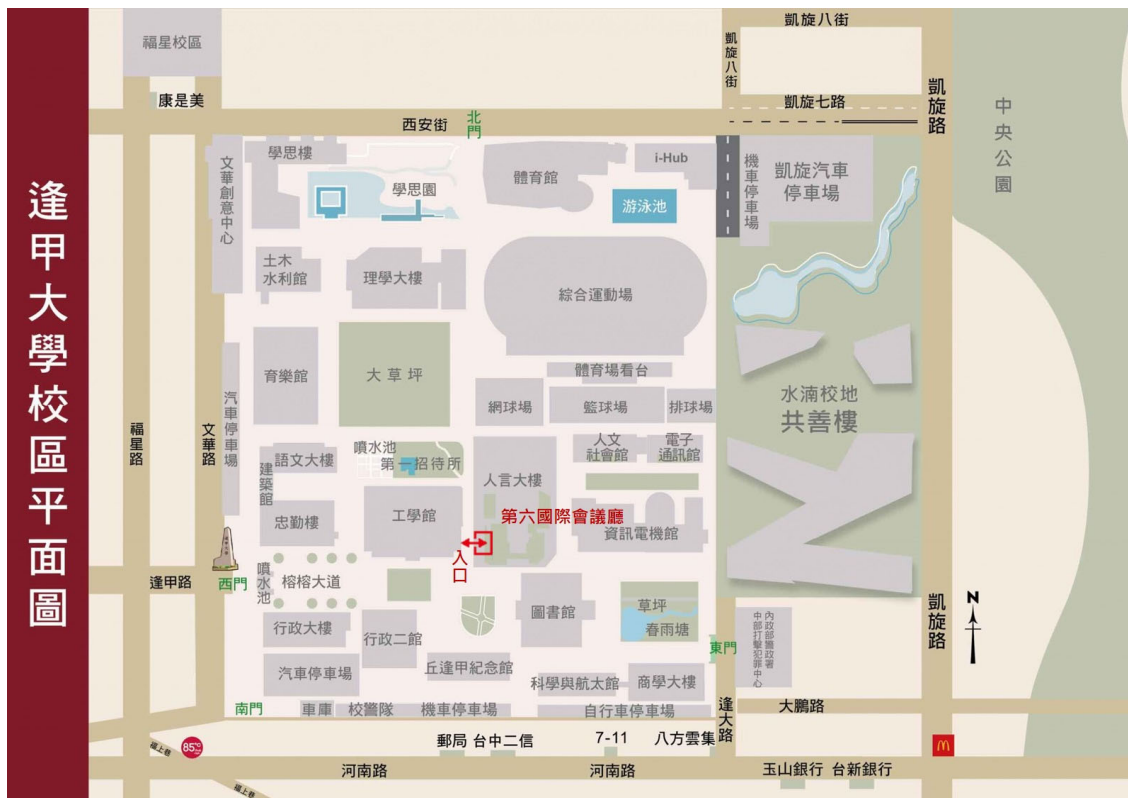 逢甲大學校區平面圖
福星校區
康是美
西安街
北門
凱旋八街
凱旋八街
凱旋七路
凱旋路
中央公園
學思樓
文華創意中心
學思園
體育館
i-Hub
游泳池
機車停車場
凱旋汽車
停車場
土木
水利館
理學大樓
綜合運動場
育樂館
大草坪
體育場看台
網球場
籃球場
排球場
水湳校地
共善樓
汽車停車場
福星路
文華路
建築館
語文大樓
噴水池
第一招待所
人言大樓
人文
社會館
電子
通訊館
忠勤樓
工學館
第六國際會議廳
入口
資訊電機館
逢甲路
西門
噴水池
榕榕大道
圖書館
草坪
春雨塘
凱旋路
N
行政大樓
行政二館
東門
內政部警政署
中部打擊犯罪中心
汽車停車場
丘逢甲紀念館
科學與航太館
商學大樓
南門
車庫
校警隊
機車停車場
自行車停車場
逢大路
大鵬路
福上巷
85℃
郵局
台中二信
7-11
八方雲集
河南路
河南路
玉山銀行
台新銀行
福上巷